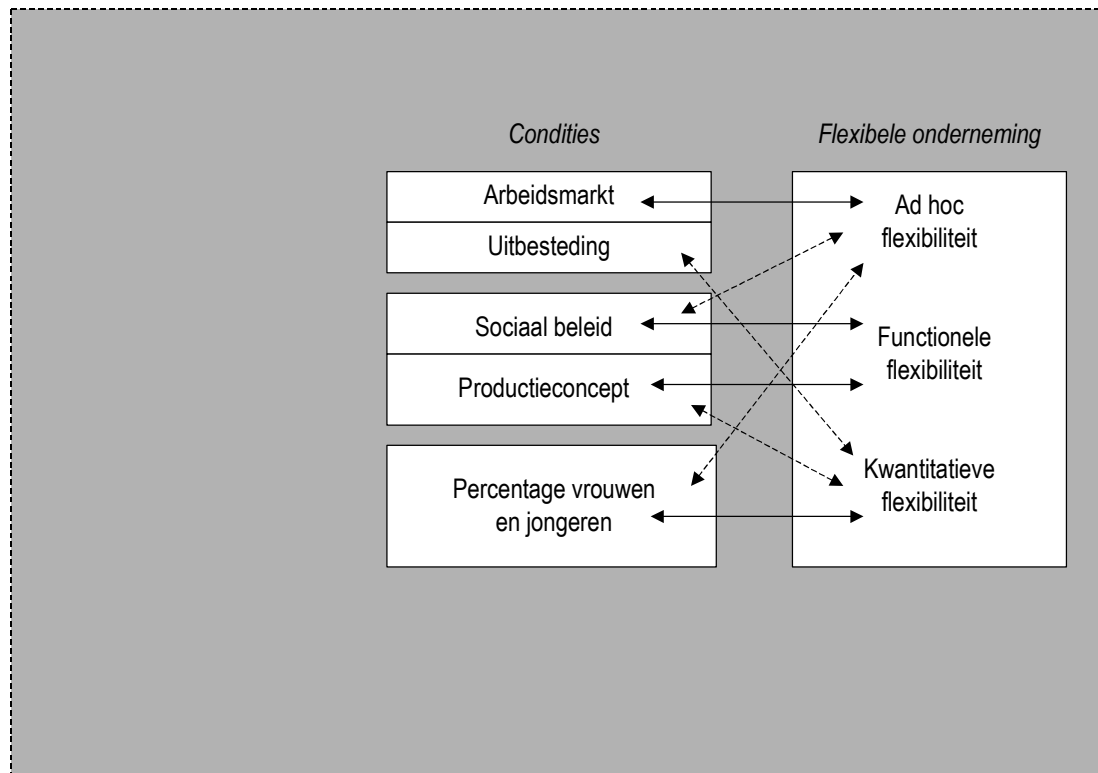 Condities
Flexibele onderneming
Arbeidsmarkt
Uitbesteding
Sociaal beleid
Productieconcept
Percentage vrouwen
en jongeren
Ad hoc
flexibiliteit
Functionele
flexibiliteit
Kwantitatieve
flexibiliteit